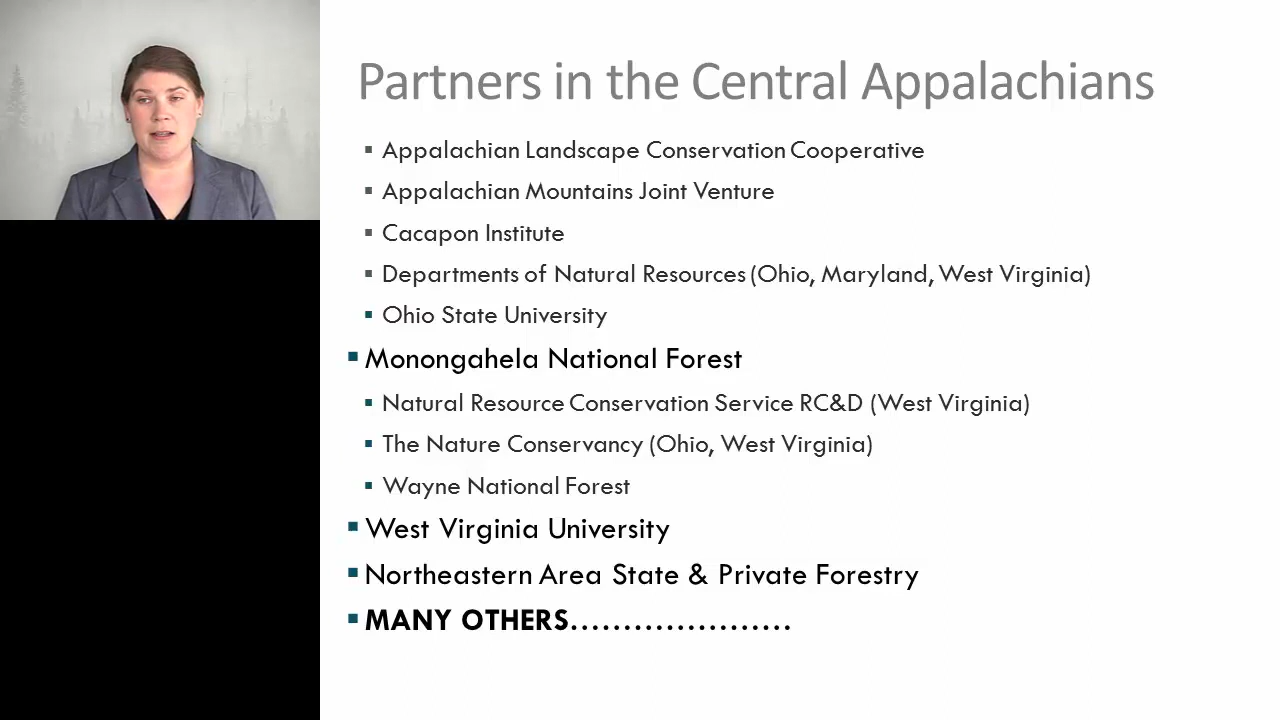 Partners in the Central Appalachians
▪ Appalachian Landscape Conservation Cooperative
▪ Appalachian Mountains Joint Venture
▪ Cacapon Institute
▪ Departments of Natural Resources (Ohio, Maryland, West Virginia)
▪ Ohio State University
▪ Monongahela National Forest
▪ Natural Resource Conservation Service RC&D (West Virginia)
▪ The Nature Conservancy (Ohio, West Virginia)
▪ Wayne National Forest
▪ West Virginia University
▪ Northeastern Area State & Private Forestry
▪ MANY OTHERS.....................